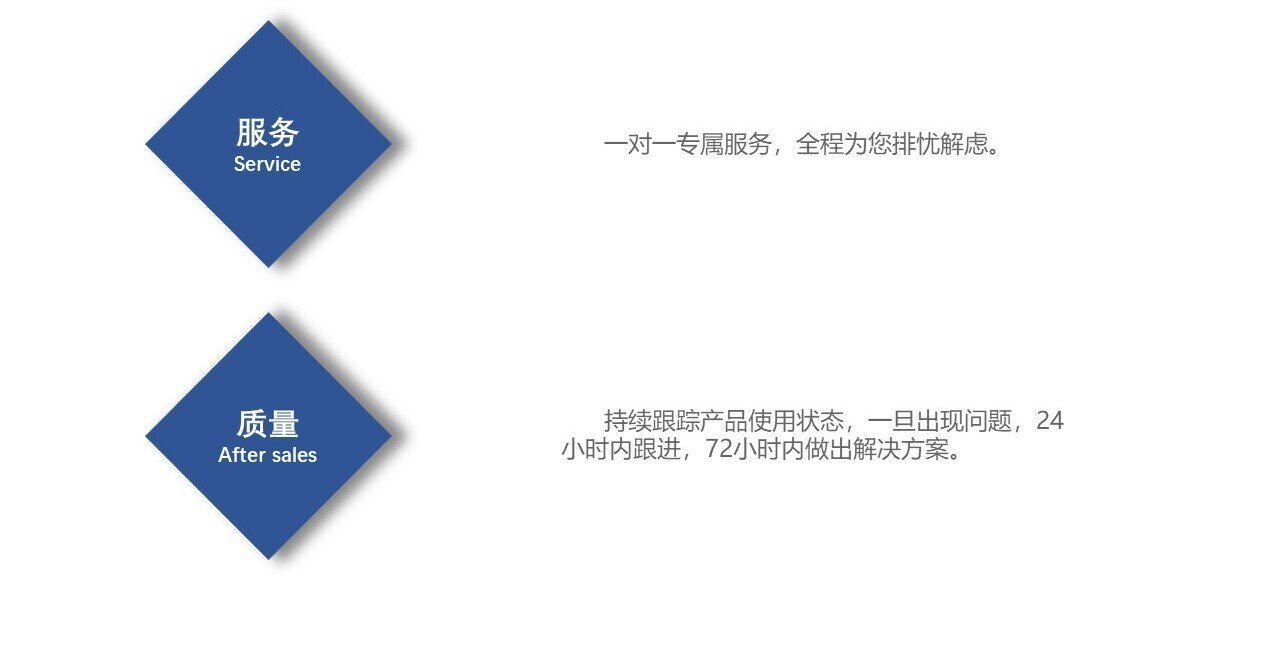 服务
Service
一对一专属服务，全程为您排忧解虑。
质量
After sales
持续跟踪产品使用状态，一旦出现问题，24
小时内跟进，72小时内做出解决方案。